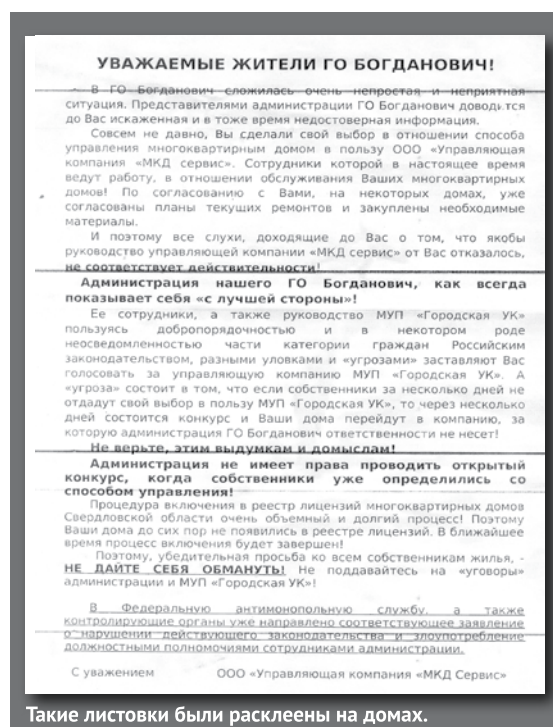 УВАЖАЕМЫЕ ЖИТЕЛИ ГО БОГДАНОВИЧ!
В ГО Богданович сложилась очень непростая и неприятная
ситуация. Представителями администрации ГО Богданович доводится
до Вас искаженная и в тоже время недостоверная информация.
Совсем не давно, Вы сделали свой выбор в отношении способа
управления многоквартирным домом в пользу ООО «Управляющая
компания «МКД сервис». Сотрудники которой в настоящее время
ведут работу, в отношении обслуживания Ваших многоквартирных
домов! По согласованию с Вами, на некоторых домах, уже
согласованы планы текущих ремонтов и закуплены необходимые
материалы.
И поэтому все слухи, доходящие до Вас о том, что якобы
руководство управляющей компании «МКД сервис» от Вас отказалось,
не соответствует действительности!
Администрация нашего ГО Богданович, как всегда
показывает себя «с лучшей стороны»!
Ее сотрудники, а также руководство МУП «Городская УК»
пользуясь добропорядочностью и в некотором роде
неосведомленностью части категории граждан Российским
законодательством, разными уловками и «угрозами» заставляют Вас
голосовать за управляющую компанию МУП «Городская УК». А
«угроза» состоит в том, что если собственники за несколько дней не
отдадут свой выбор в пользу МУП «Городская УК», то через несколько
дней состоится конкурс и Ваши дома перейдут в компанию, за
которую администрация ГО Богданович ответственности не несет!
Не верьте, этим выдумкам и домыслам!
Администрация не имеет права проводить открытый
конкурс, когда собственники уже определились со
способом управления!
Процедура включения в реестр лицензий многоквартирных домов
Свердловской области очень объемный и долгий процесс! Поэтому
Ваши дома до сих пор не появились в реестре лицензий. В ближайшее
время процесс включения будет завершен!
Поэтому, убедительная просьба ко всем собственникам жилья, -
НЕ ДАЙТЕ СЕБЯ ОБМАНУТЬ! Не поддавайтесь на «уговоры»
администрации и МУП «Городская УК»!
В Федеральную антимонопольную службу, а также
контролирующие органы уже направлено соответствующее заявление
о нарушении действующего законодательства и злоупотребление
должностными полномочиями сотрудниками администрации.
С уважением ООО «Управляющая компания «МКД Сервис»
Такие листовки были расклеены на домах.